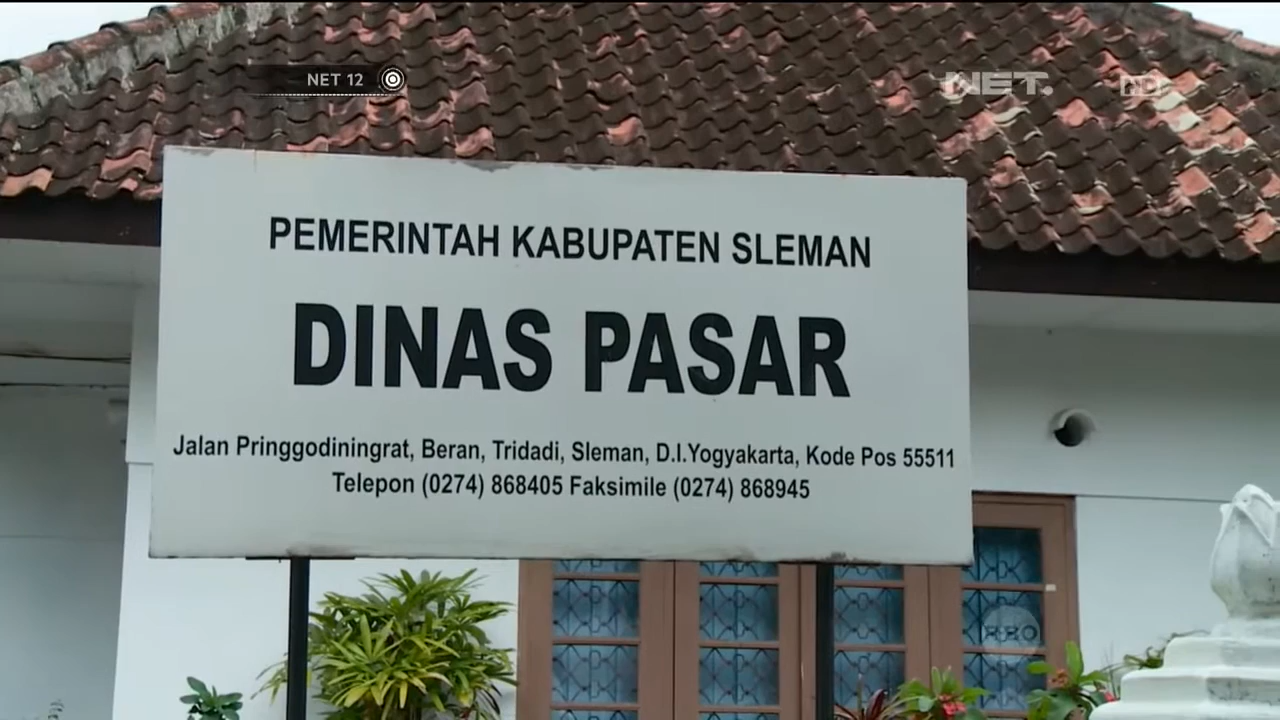 NET 12
NET.
HD
PEMERINTAH KABUPATEN SLEMAN
DINAS PASAR
Jalan Pringgodiningrat, Beran, Tridadi, Sleman, D.I.Yogyakarta, Kode Pos 55511
Telepon (0274) 868405 Faksimile (0274) 868945